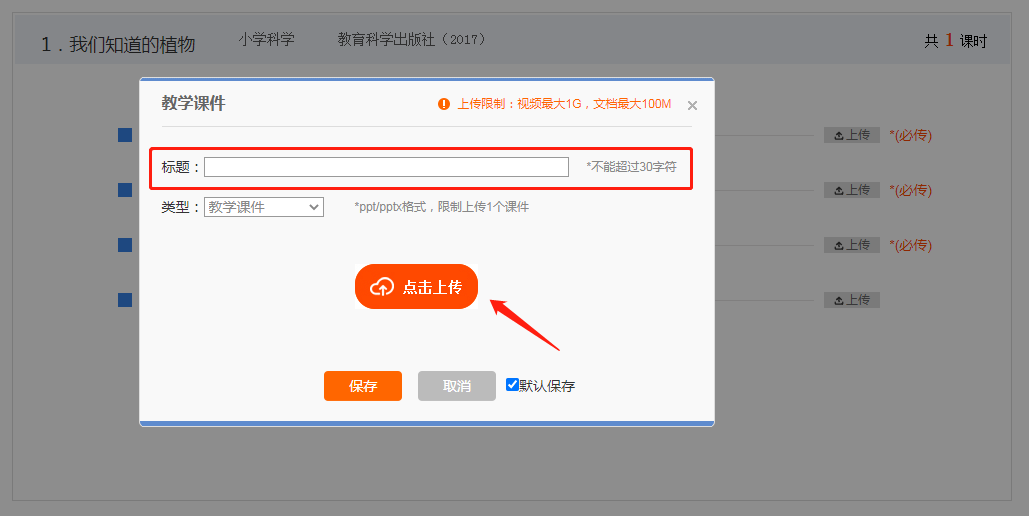 1．我们知道的植物 小学科学 教育科学出版社（2017） 共 1 课时
教学课件 上传限制：视频最大1G，文档最大100M
上传 *(必传)
标题： *不能超过30字符
上传 *(必传)
类型： 教学课件 *ppt/pptx格式，限制上传1个课件
上传 *(必传)
点击上传
上传
保存 取消 默认保存